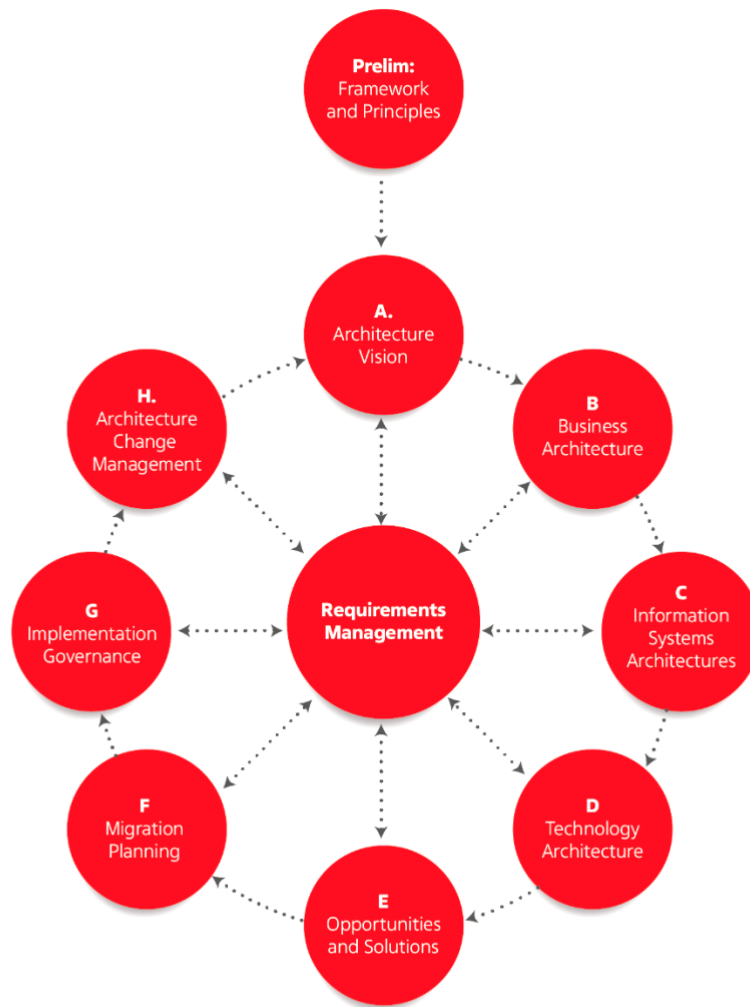 Prelim:
Framework
and Principles
A.
Architecture
Vision
B
Business
Architecture
C
Information
Systems
Architectures
D
Technology
Architecture
E
Opportunities
and Solutions
F
Migration
Planning
G
Implementation
Governance
H.
Architecture
Change
Management
Requirements
Management